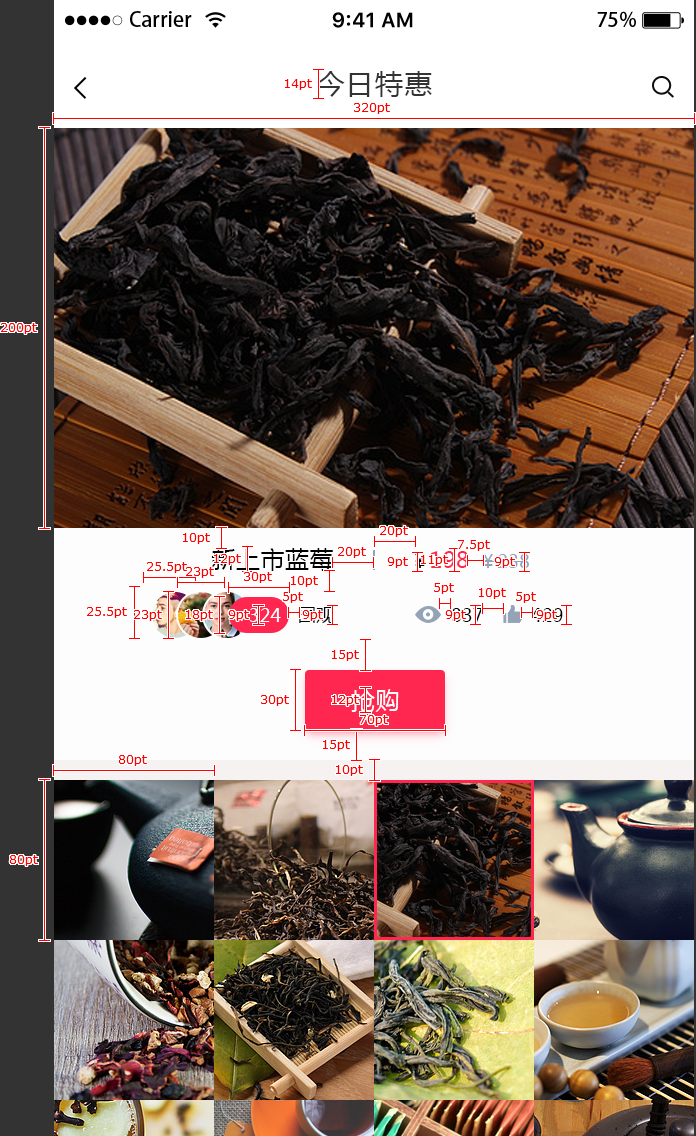 Carrier 9:41 AM 75%
14pt 今日特惠
320pt
200pt
10pt 20pt
新上市蓝莓 12pt 20pt 9pt 11pt 7.5pt 9pt
25.5pt 23pt 30pt 10pt
5pt 5pt 10pt 5pt
25.5pt 23pt 18pt 9pt 324 9pt 9pt 9pt
15pt
30pt 12pt 抢购
70pt
15pt
10pt
80pt
80pt